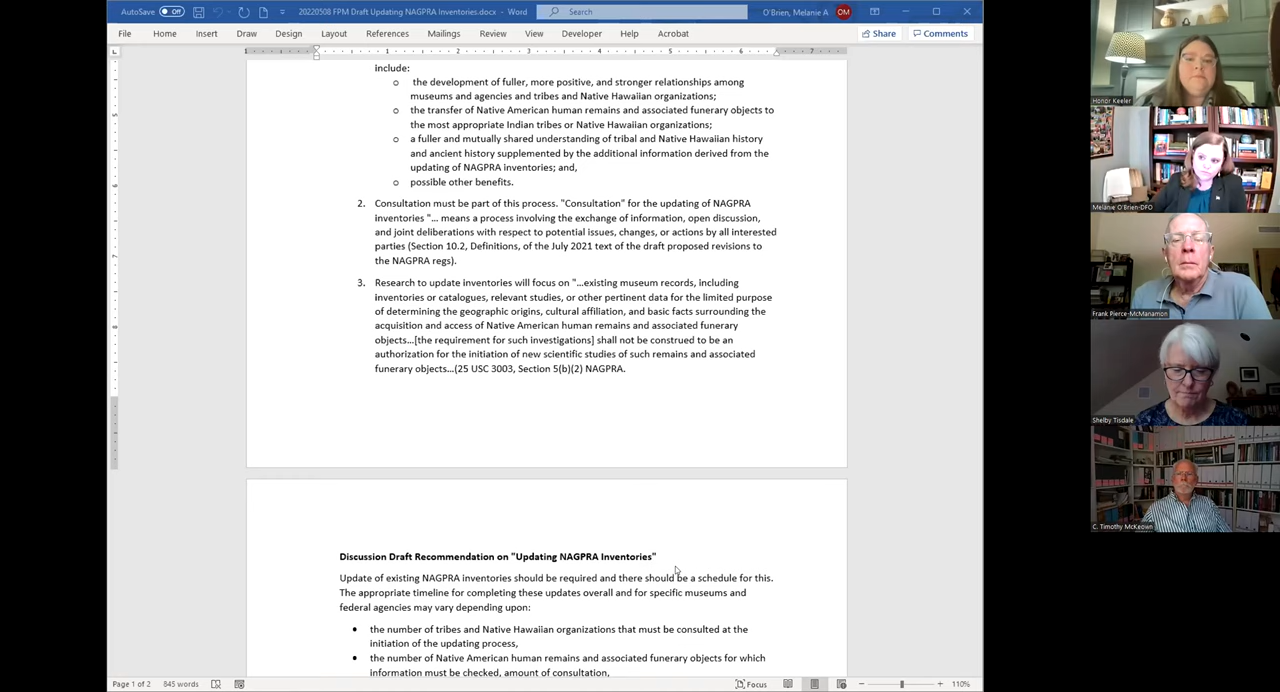 AutoSave Off 20220508 FPM Draft Updating NAGPRA Inventories.docx - Word Search O'Brien, Melanie A OM
File Home Insert Draw Design Layout References Mailings Review View Developer Help Acrobat Share Comments
include:
o the development of fuller, more positive, and stronger relationships among
museums and agencies and tribes and Native Hawaiian organizations;
o the transfer of Native American human remains and associated funerary objects to
the most appropriate Indian tribes or Native Hawaiian organizations;
o a fuller and mutually shared understanding of tribal and Native Hawaiian history
and ancient history supplemented by the additional information derived from the
updating of NAGPRA inventories; and,
o possible other benefits.
2. Consultation must be part of this process. "Consultation" for the updating of NAGPRA
inventories "... means a process involving the exchange of information, open discussion,
and joint deliberations with respect to potential issues, changes, or actions by all interested
parties (Section 10.2, Definitions, of the July 2021 text of the draft proposed revisions to
the NAGPRA regs).
3. Research to update inventories will focus on "...existing museum records, including
inventories or catalogues, relevant studies, or other pertinent data for the limited purpose
of determining the geographic origins, cultural affiliation, and basic facts surrounding the
acquisition and access of Native American human remains and associated funerary
objects...[the requirement for such investigations] shall not be construed to be an
authorization for the initiation of new scientific studies of such remains and associated
funerary objects...(25 USC 3003, Section 5(b)(2) NAGPRA.
Discussion Draft Recommendation on "Updating NAGPRA Inventories"
Update of existing NAGPRA inventories should be required and there should be a schedule for this.
The appropriate timeline for completing these updates overall and for specific museums and
federal agencies may vary depending upon:
• the number of tribes and Native Hawaiian organizations that must be consulted at the
initiation of the updating process,
• the number of Native American human remains and associated funerary objects for which
information must be checked, amount of consultation,
Page 1 of 2 845 words Focus 110%
Honor Keeler
Melanie O'Brien-DFO
Frank Pierce-McManamon
Shelby Tisdale
C. Timothy McKeown